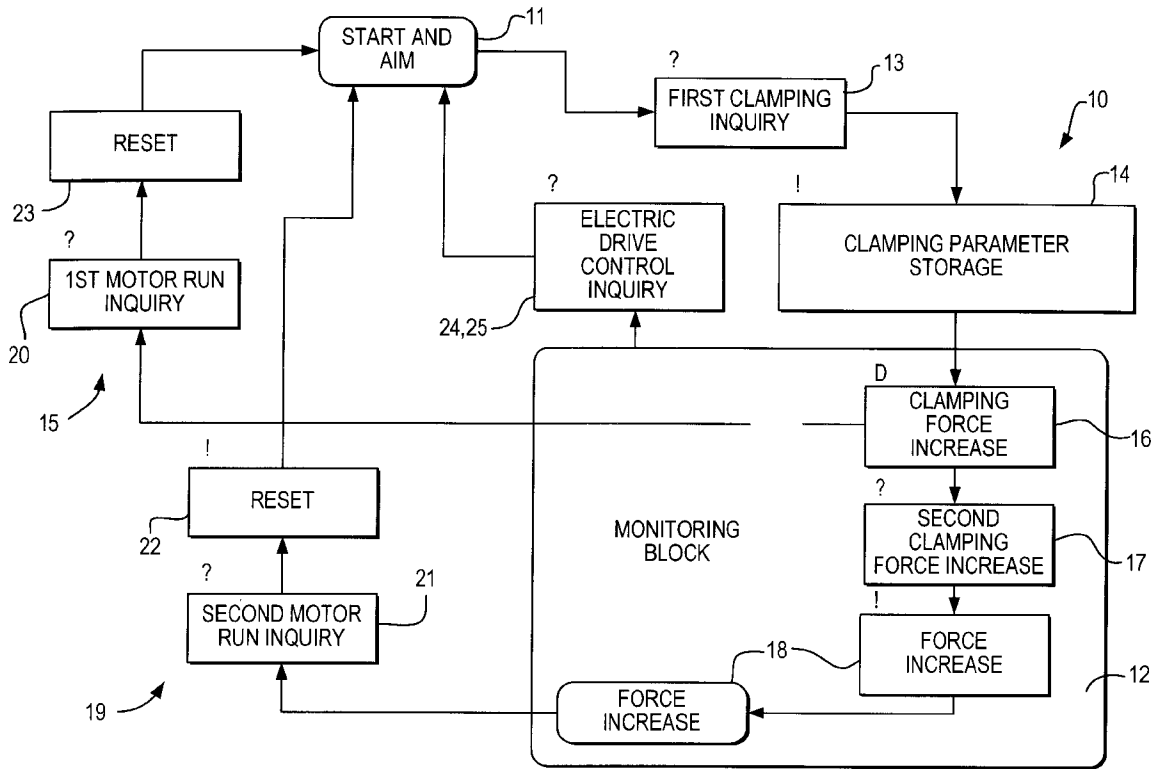 START AND
AIM
11
?
FIRST CLAMPING
INQUIRY
13
10
RESET
23
!
CLAMPING PARAMETER
STORAGE
14
?
ELECTRIC
DRIVE
CONTROL
INQUIRY
24,25
?
1ST MOTOR RUN
INQUIRY
20
15
D
CLAMPING
FORCE
INCREASE
16
!
RESET
22
?
SECOND
CLAMPING
FORCE INCREASE
17
MONITORING
BLOCK
?
SECOND MOTOR
RUN INQUIRY
21
!
FORCE
INCREASE
18
12
FORCE
INCREASE
19